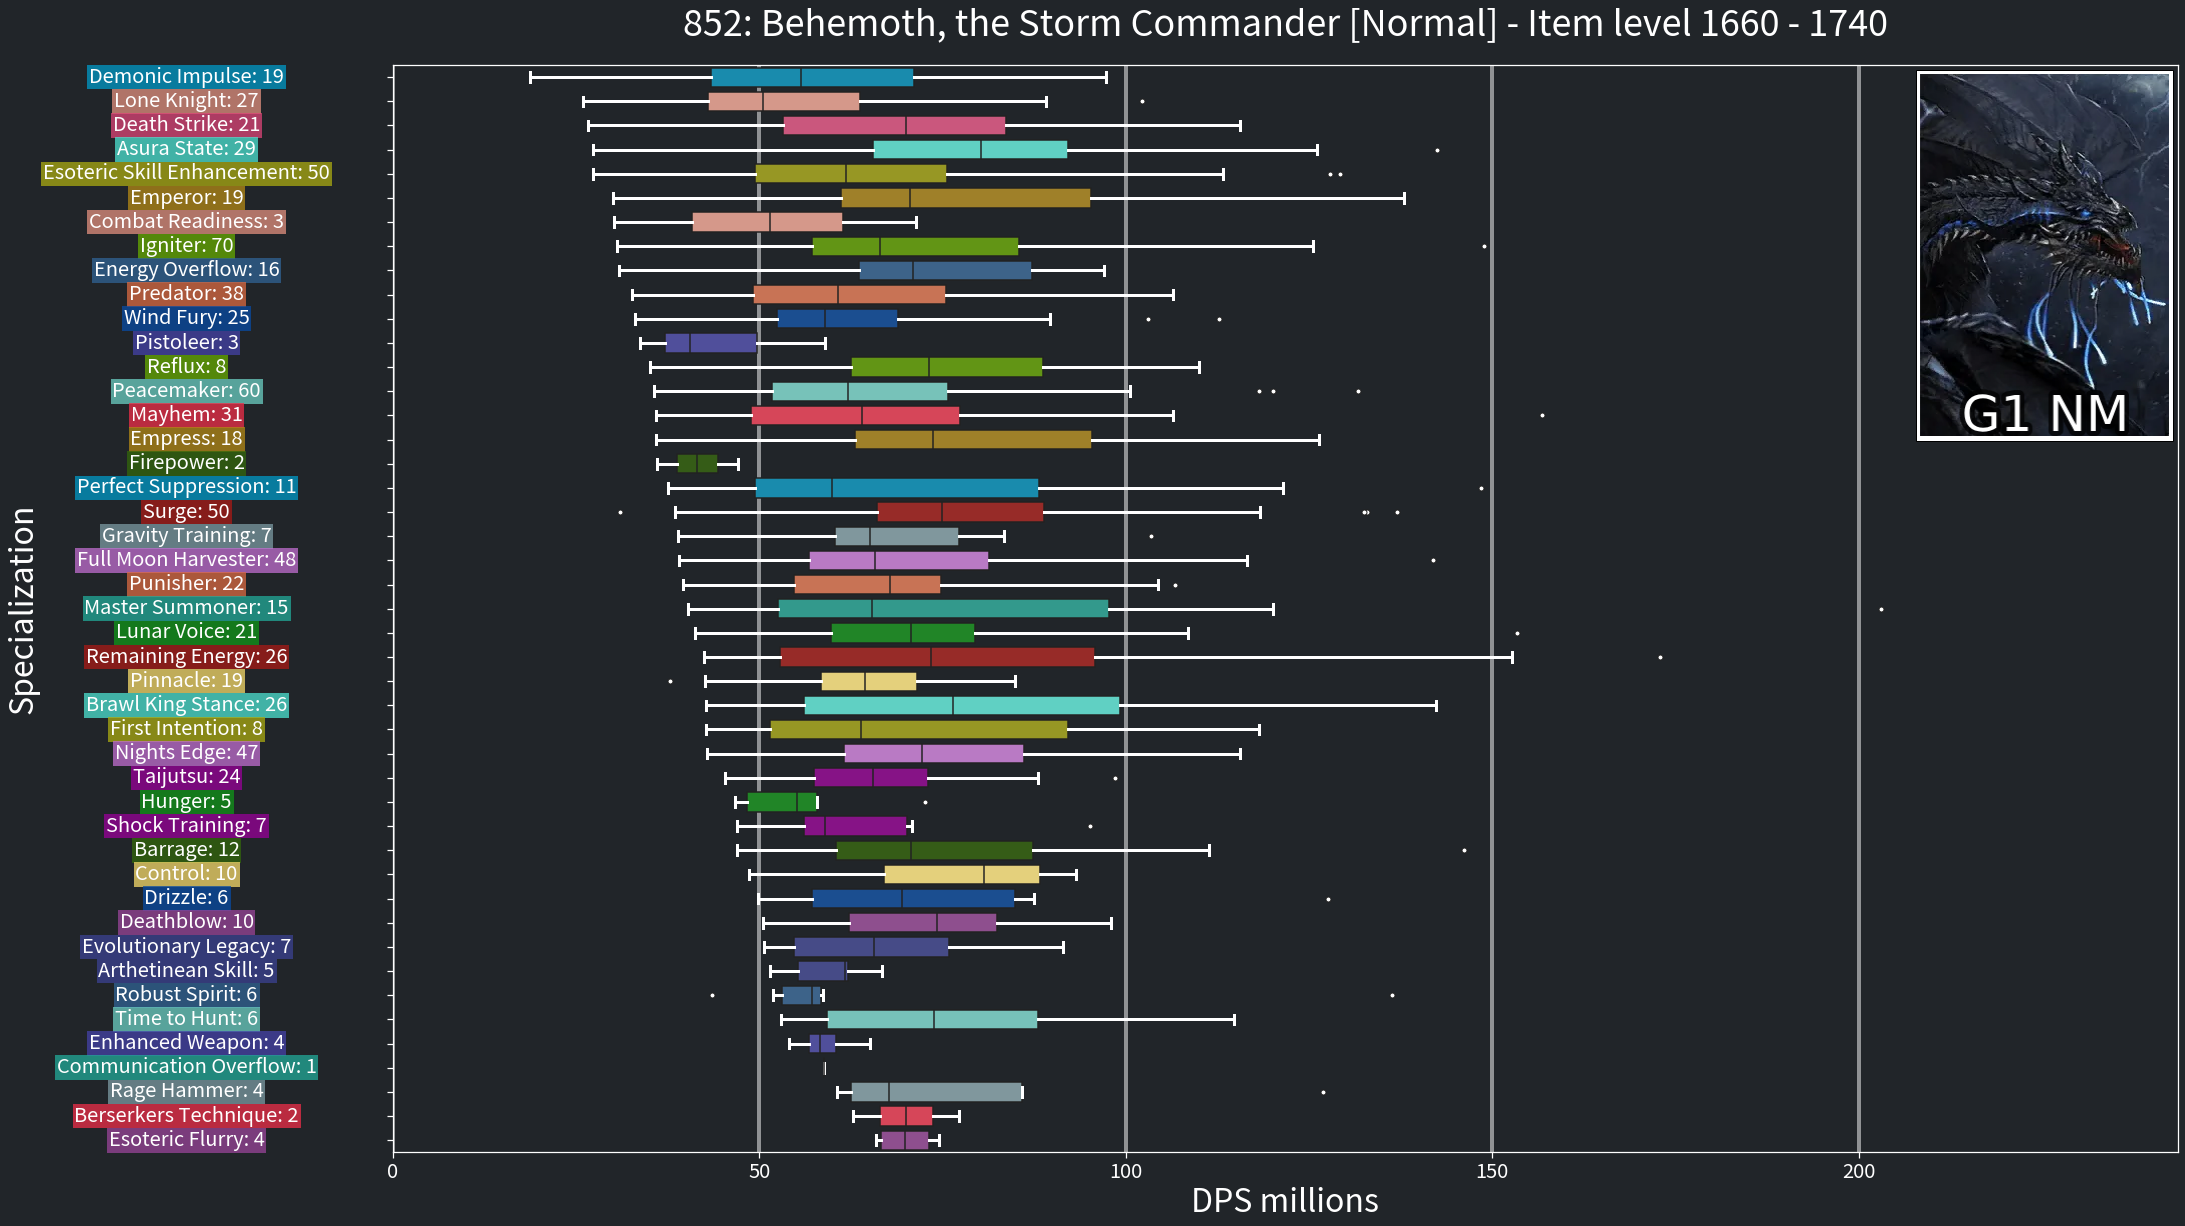 852: Behemoth, the Storm Commander [Normal] - Item level 1660 - 1740
Demonic Impulse: 19
Lone Knight: 27
Death Strike: 21
Asura State: 29
Esoteric Skill Enhancement: 50
Emperor: 19
Combat Readiness: 3
Igniter: 70
Energy Overflow: 16
Predator: 38
Wind Fury: 25
Pistoleer: 3
Reflux: 8
Peacemaker: 60
Mayhem: 31
Empress: 18
Firepower: 2
Perfect Suppression: 11
Surge: 50
Gravity Training: 7
Full Moon Harvester: 48
Punisher: 22
Master Summoner: 15
Lunar Voice: 21
Remaining Energy: 26
Pinnacle: 19
Brawl King Stance: 26
First Intention: 8
Nights Edge: 47
Taijutsu: 24
Hunger: 5
Shock Training: 7
Barrage: 12
Control: 10
Drizzle: 6
Deathblow: 10
Evolutionary Legacy: 7
Arthetinean Skill: 5
Robust Spirit: 6
Time to Hunt: 6
Enhanced Weapon: 4
Communication Overflow: 1
Rage Hammer: 4
Berserkers Technique: 2
Esoteric Flurry: 4
Specialization
G1 NM
0 50 100 150 200
DPS millions